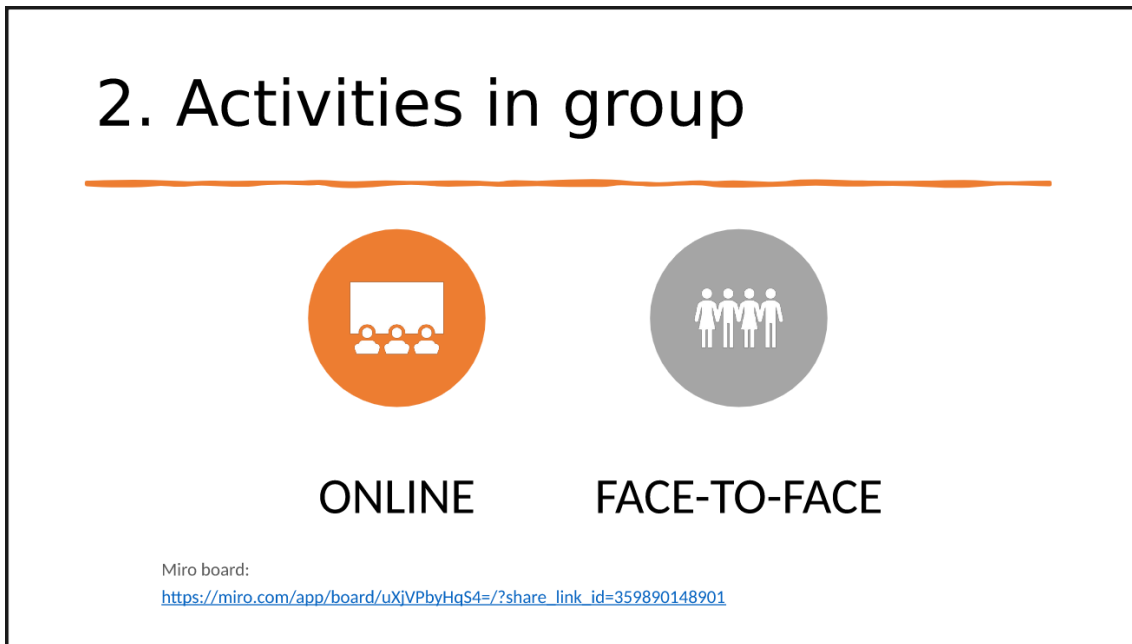 2. Activities in group
ONLINE
FACE-TO-FACE
Miro board:
https://miro.com/app/board/uXjVPbyHqS4=/?share_link_id=359890148901